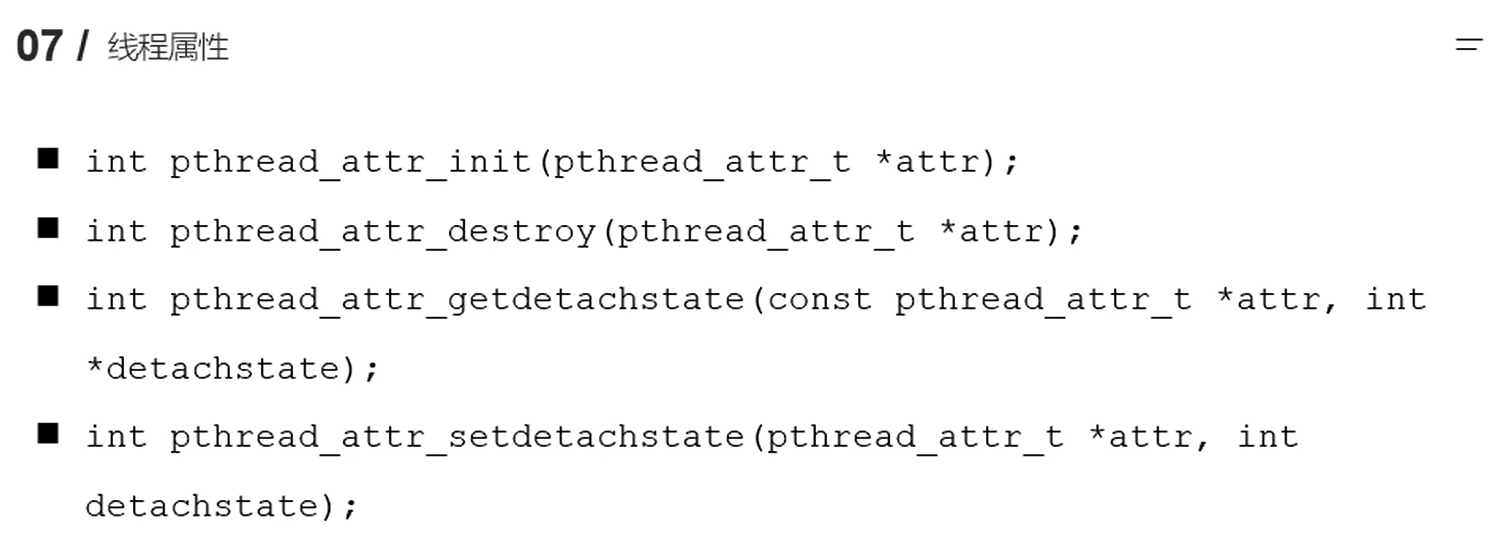 07 / 线程属性
■ int pthread_attr_init(pthread_attr_t *attr);
■ int pthread_attr_destroy(pthread_attr_t *attr);
■ int pthread_attr_getdetachstate(const pthread_attr_t *attr, int
*detachstate);
■ int pthread_attr_setdetachstate(pthread_attr_t *attr, int
detachstate);